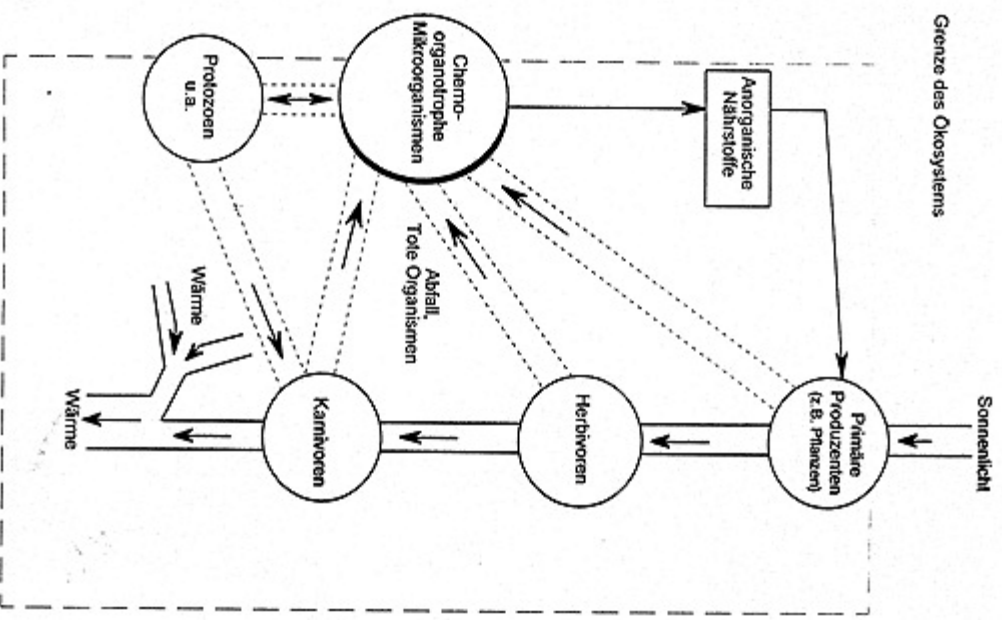 Grenze des Ökosystems
Sonnenlicht
Anorganische
Nährstoffe
Primäre
Produzenten
(z.B. Pflanzen)
Chemo-
organotrophe
Mikroorganismen
Abfall,
Tote Organismen
Herbivoren
Protozoen
u.a.
Wärme
Karnivoren
Wärme